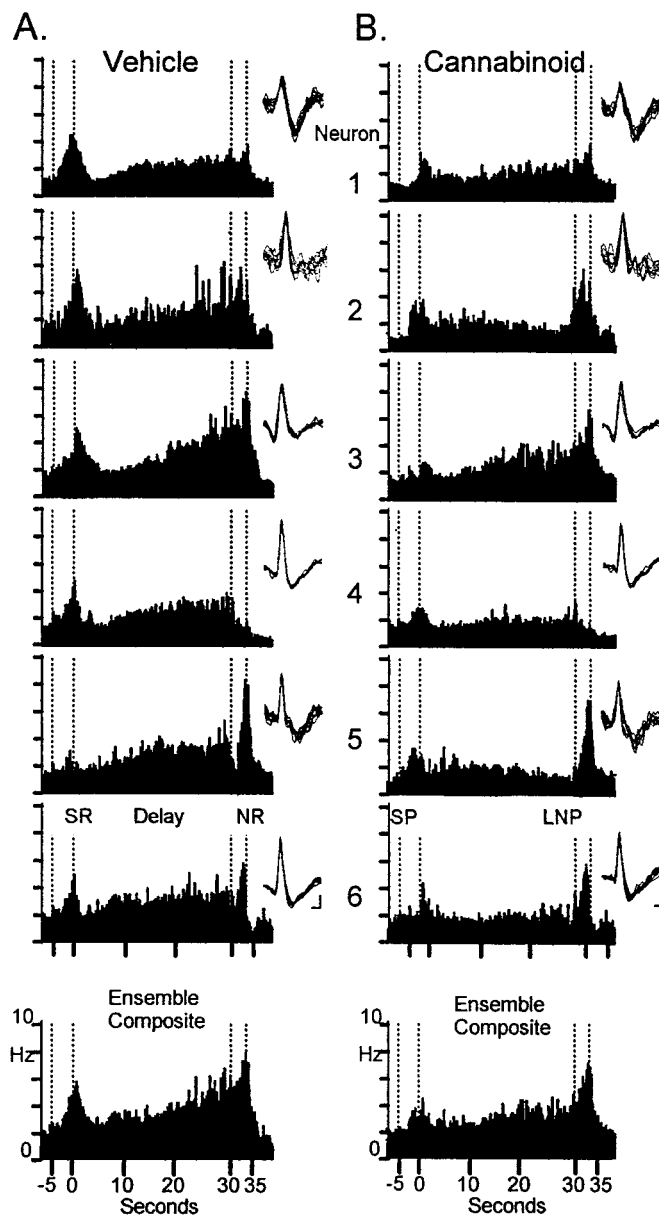 A.
B.
Vehicle
Cannabinoid
Neuron
1
2
3
4
5
SR Delay NR
SP LNP
6
Ensemble
Composite
Ensemble
Composite
10
Hz
0
10
Hz
0
-5 0 10 20 30 35
Seconds
-5 0 10 20 30 35
Seconds